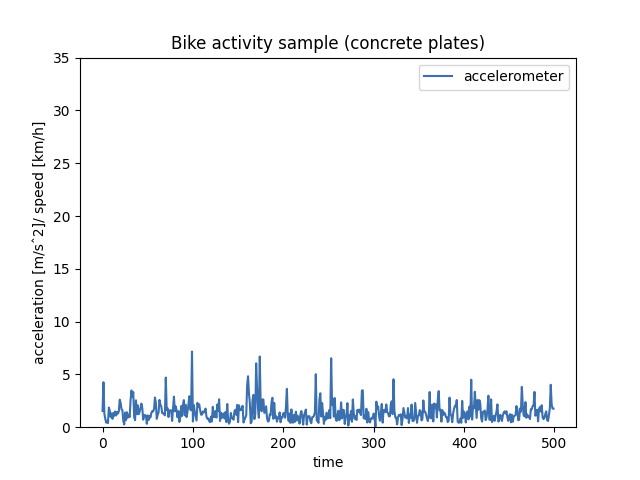 Bike activity sample (concrete plates)
accelerometer
35
30
25
20
15
10
5
0
acceleration [m/sˆ2]/ speed [km/h]
0 100 200 300 400 500
time